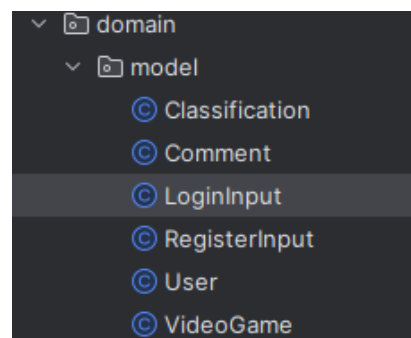 domain
model
Classification
Comment
LoginInput
RegisterInput
User
VideoGame